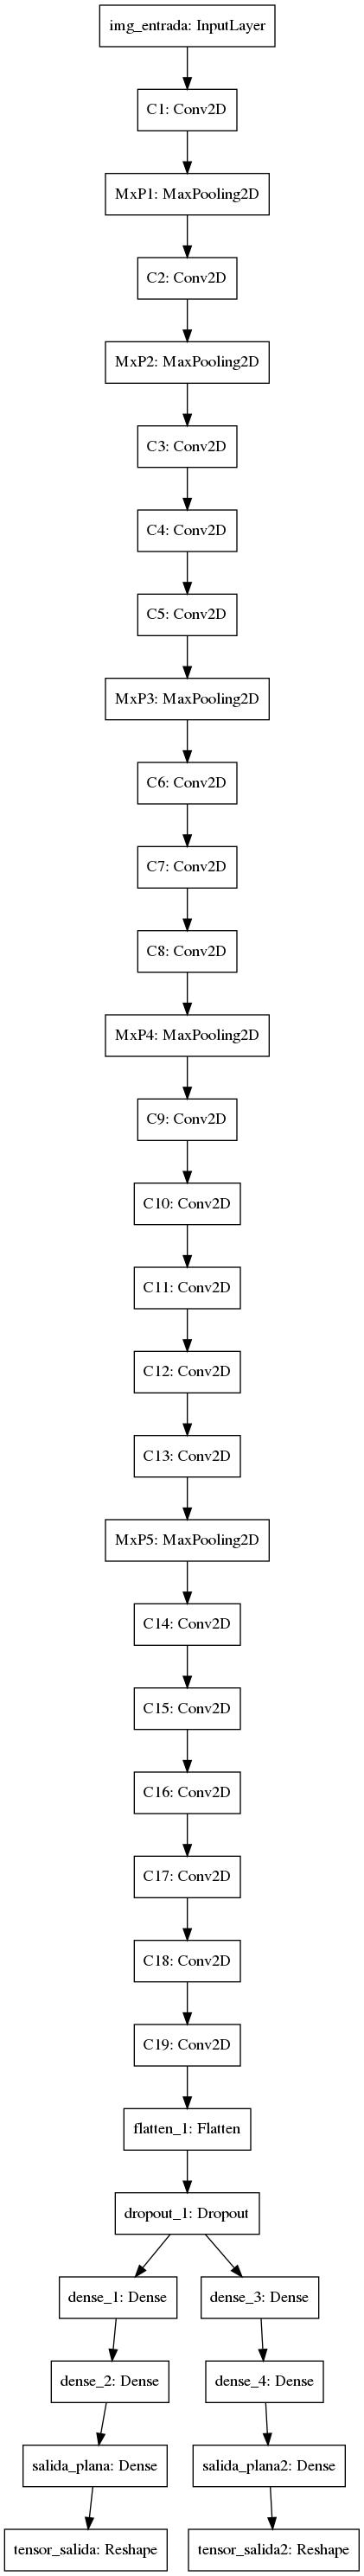 img_entrada: InputLayer
C1: Conv2D
MxP1: MaxPooling2D
C2: Conv2D
MxP2: MaxPooling2D
C3: Conv2D
C4: Conv2D
C5: Conv2D
MxP3: MaxPooling2D
C6: Conv2D
C7: Conv2D
C8: Conv2D
MxP4: MaxPooling2D
C9: Conv2D
C10: Conv2D
C11: Conv2D
C12: Conv2D
C13: Conv2D
MxP5: MaxPooling2D
C14: Conv2D
C15: Conv2D
C16: Conv2D
C17: Conv2D
C18: Conv2D
C19: Conv2D
flatten_1: Flatten
dropout_1: Dropout
dense_1: Dense
dense_3: Dense
dense_2: Dense
dense_4: Dense
salida_plana: Dense
salida_plana2: Dense
tensor_salida: Reshape
tensor_salida2: Reshape